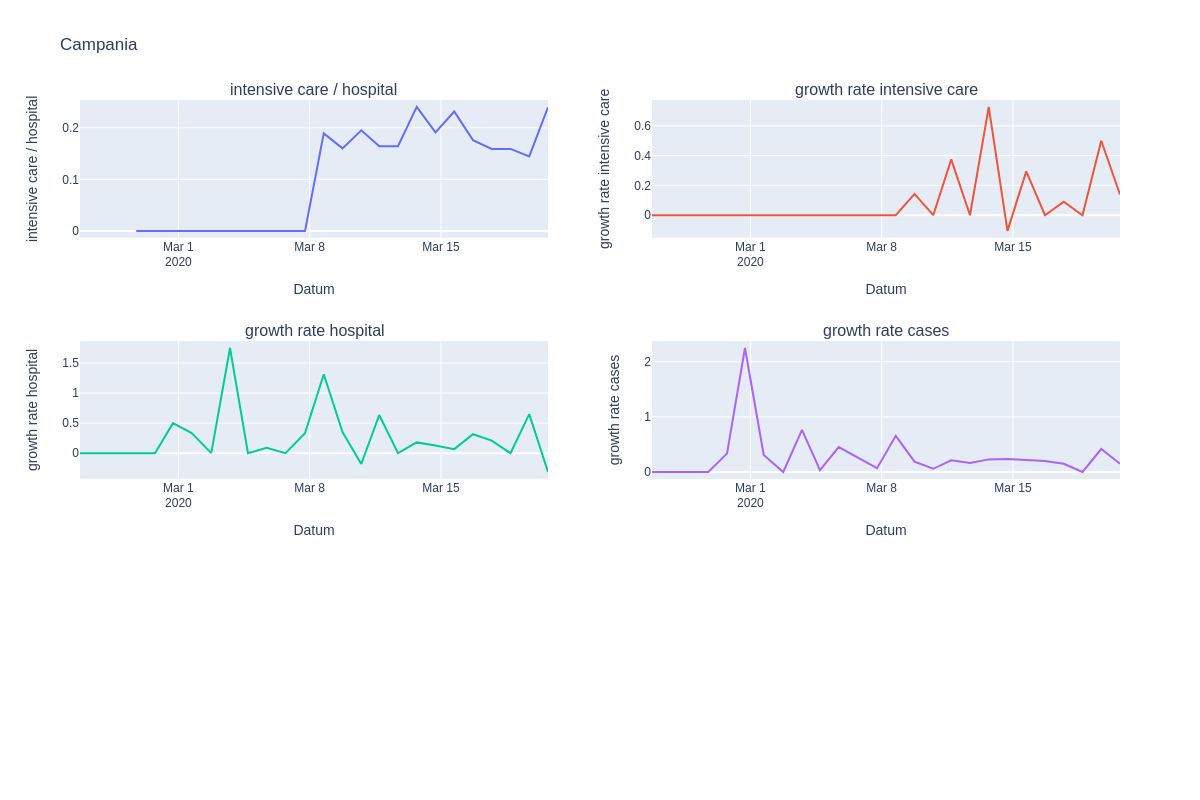 Campania
intensive care / hospital
intensive care / hospital
0.2
0.1
0
Mar 1
2020
Mar 8
Mar 15
Datum
growth rate intensive care
growth rate intensive care
0.6
0.4
0.2
0
Mar 1
2020
Mar 8
Mar 15
Datum
growth rate hospital
growth rate hospital
1.5
1
0.5
0
Mar 1
2020
Mar 8
Mar 15
Datum
growth rate cases
growth rate cases
2
1
0
Mar 1
2020
Mar 8
Mar 15
Datum